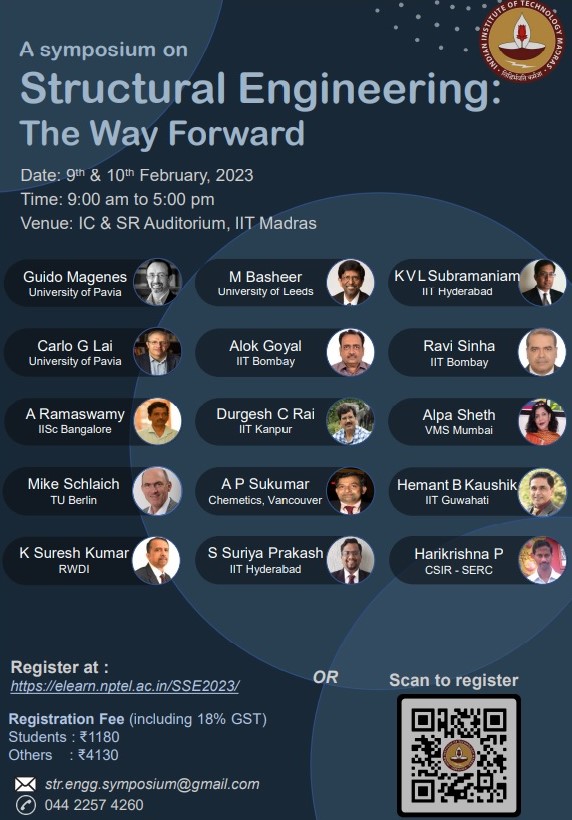 INDIAN INSTITUTE OF TECHNOLOGY MADRAS
सिद्धिर्भवति कर्मजा
A symposium on
Structural Engineering:
The Way Forward
Date: 9th & 10th February, 2023
Time: 9:00 am to 5:00 pm
Venue: IC & SR Auditorium, IIT Madras
Guido Magenes
University of Pavia
M Basheer
University of Leeds
K V L Subramaniam
IIT Hyderabad
Carlo G Lai
University of Pavia
Alok Goyal
IIT Bombay
Ravi Sinha
IIT Bombay
A Ramaswamy
IISc Bangalore
Durgesh C Rai
IIT Kanpur
Alpa Sheth
VMS Mumbai
Mike Schlaich
TU Berlin
A P Sukumar
Chemetics, Vancouver
Hemant B Kaushik
IIT Guwahati
K Suresh Kumar
RWDI
S Suriya Prakash
IIT Hyderabad
Harikrishna P
CSIR - SERC
Register at :
https://elearn.nptel.ac.in/SSE2023/
OR
Scan to register
Registration Fee (including 18% GST)
Students : ₹1180
Others : ₹4130
str.engg.symposium@gmail.com
044 2257 4260